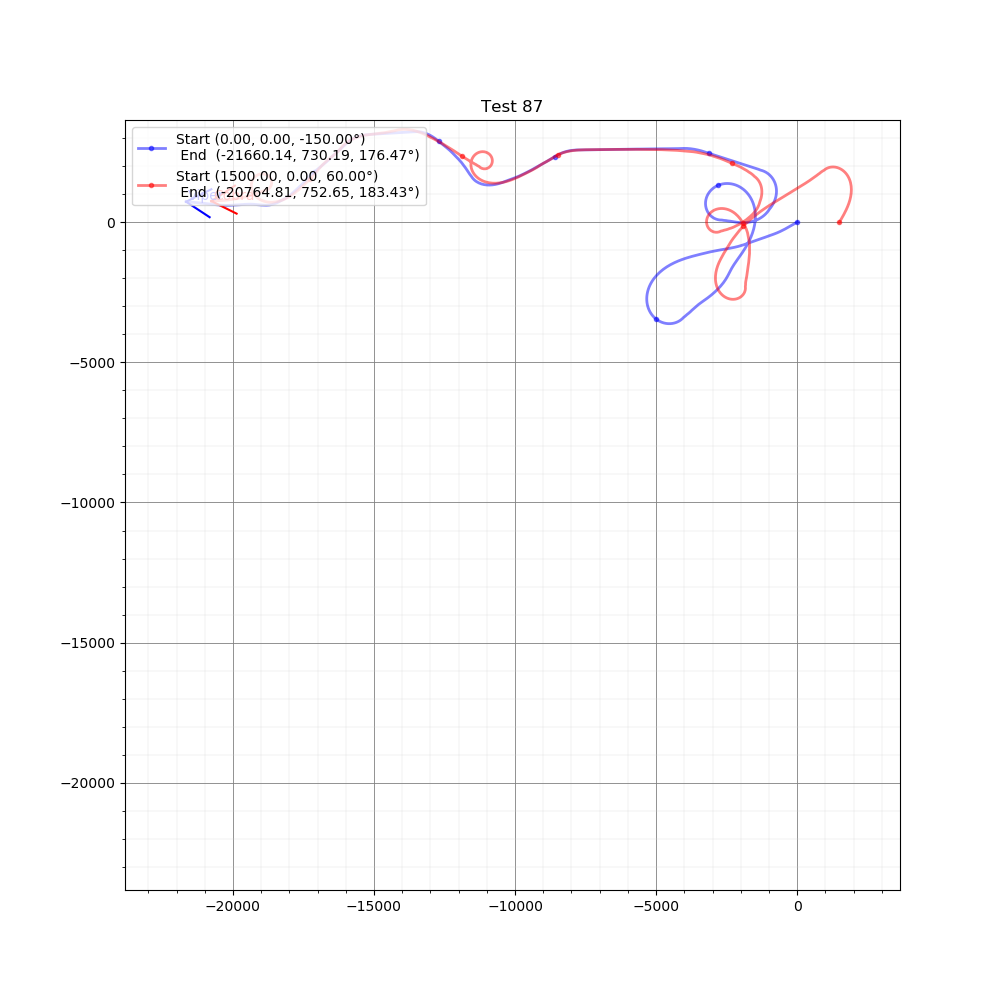 Test 87
Start (0.00, 0.00, -150.00°)
End (-21660.14, 730.19, 176.47°)
Start (1500.00, 0.00, 60.00°)
End (-20764.81, 752.65, 183.43°)
0
−5000
−10000
−15000
−20000
−20000 −15000 −10000 −5000 0